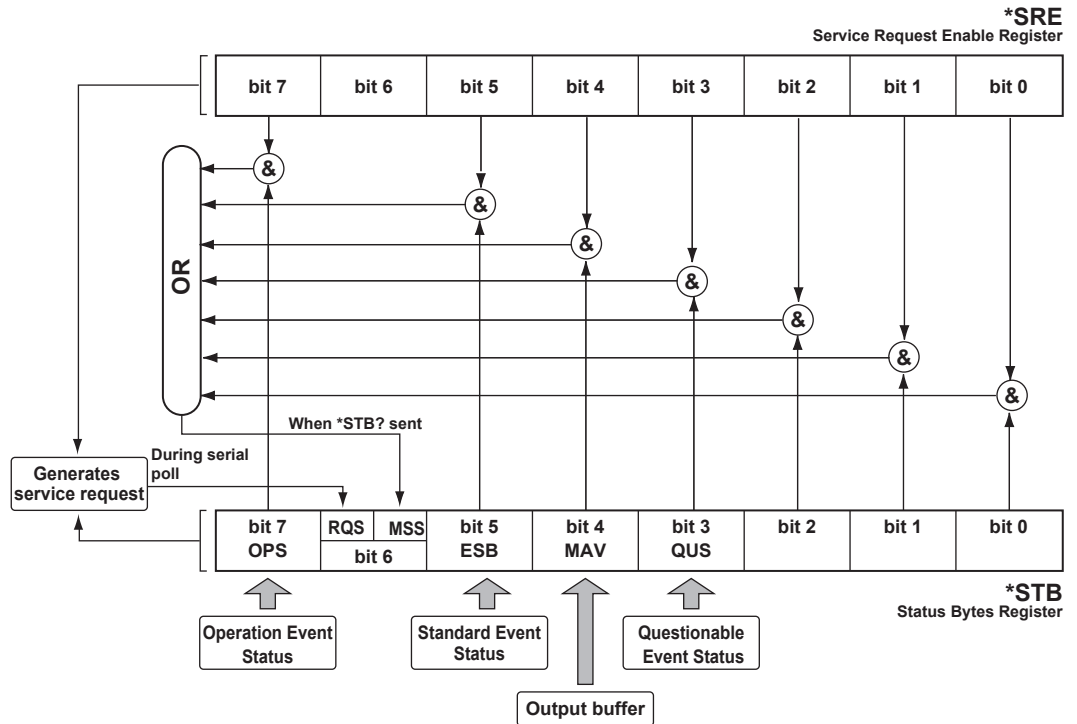 *SRE
Service Request Enable Register
bit 7 bit 6 bit 5 bit 4 bit 3 bit 2 bit 1 bit 0
&
&
&
&
&
&
&
OR
When *STB? sent
During serial
poll
Generates
service request
bit 7 RQS MSS bit 5 bit 4 bit 3 bit 2 bit 1 bit 0
OPS bit 6 ESB MAV QUS
*STB
Status Bytes Register
Operation Event
Status
Standard Event
Status
Questionable
Event Status
Output buffer